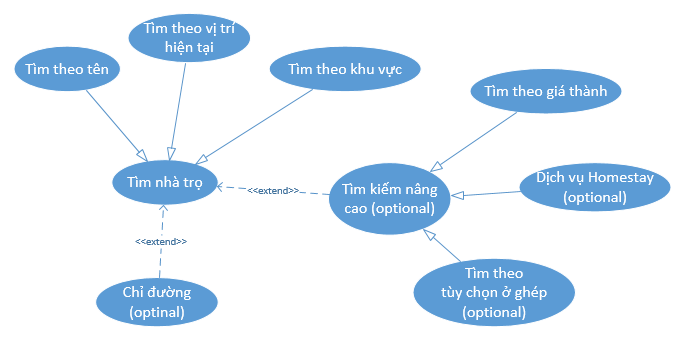 Tìm theo vị trí
hiện tại
Tìm theo tên
Tìm theo khu vực
Tìm theo giá thành
Tìm nhà trọ
<<extend>>
Tìm kiếm nâng
cao (optional)
Dịch vụ Homestay
(optional)
<<extend>>
Chỉ đường
(optinal)
Tìm theo
tùy chọn ở ghép
(optional)